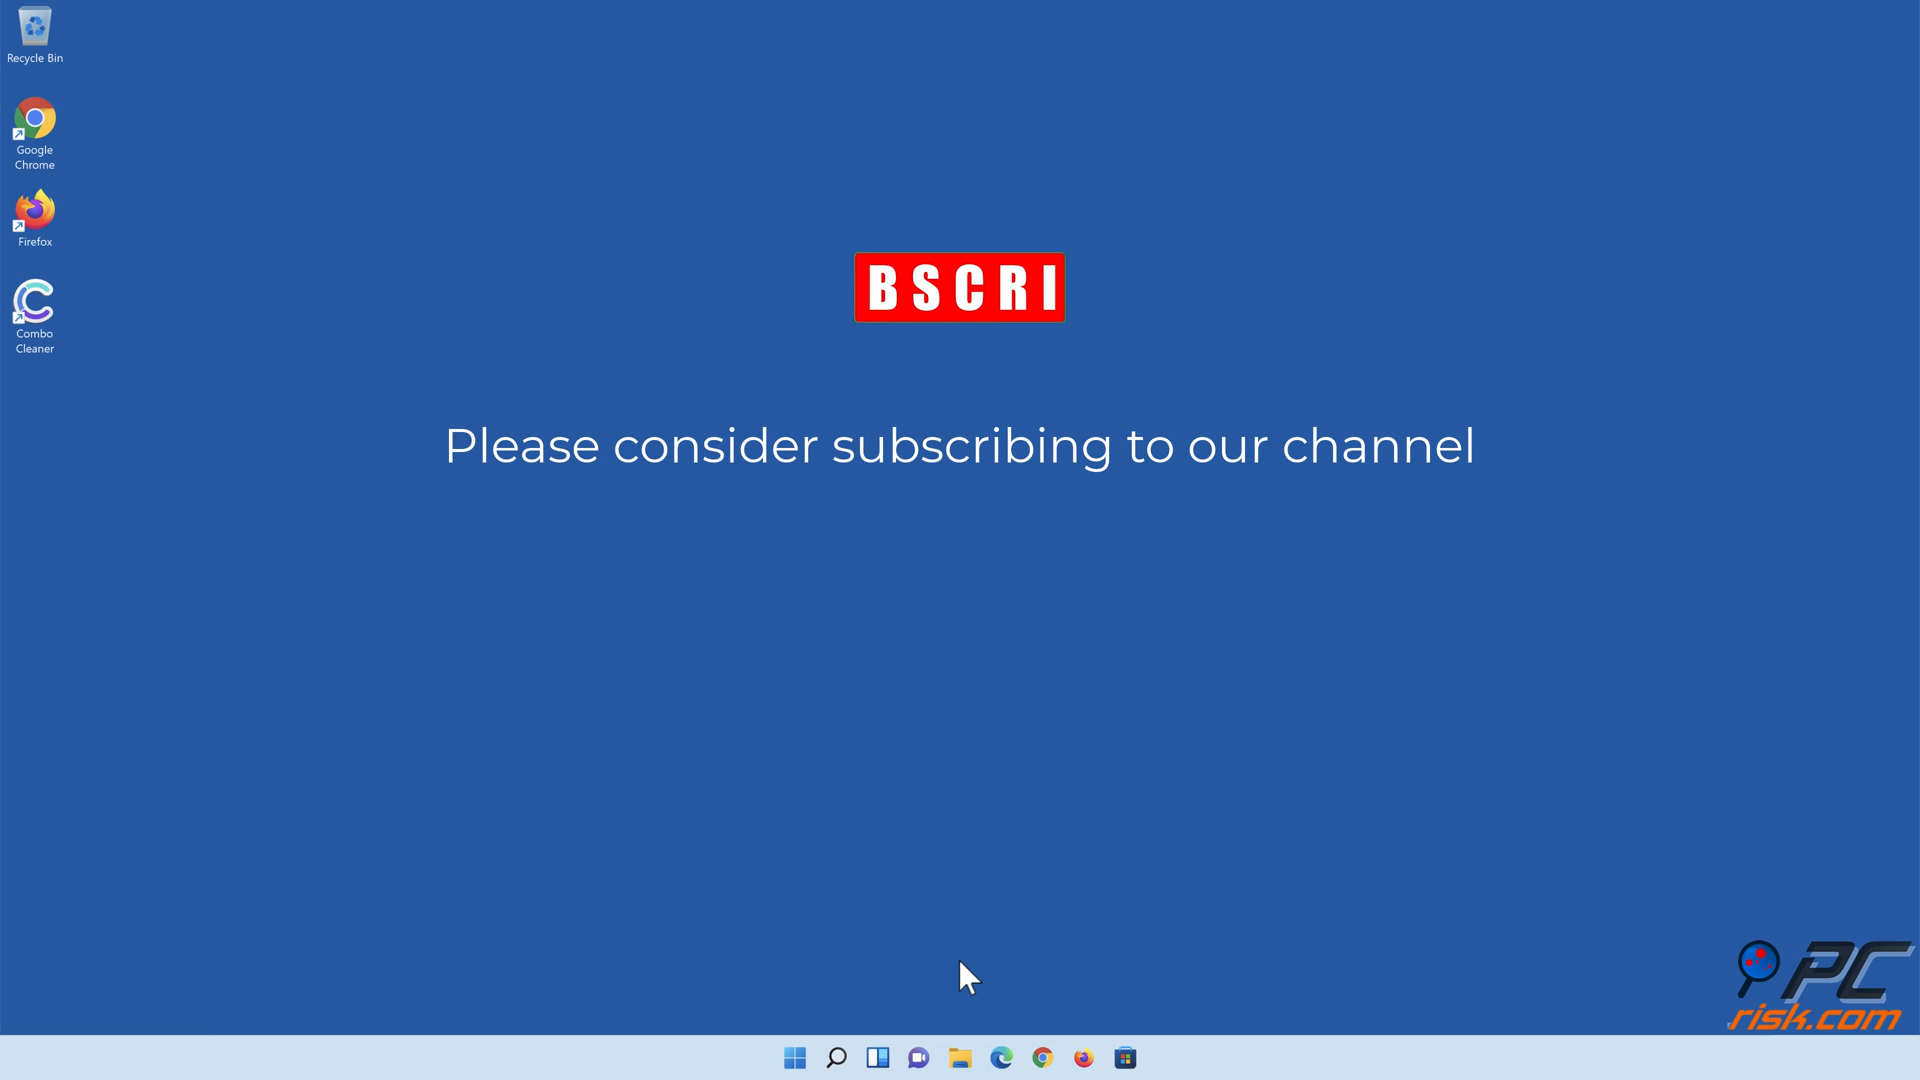 Recycle Bin
Google
Chrome
Firefox
Combo
Cleaner
BSCRI
Please consider subscribing to our channel
PC
risk.com